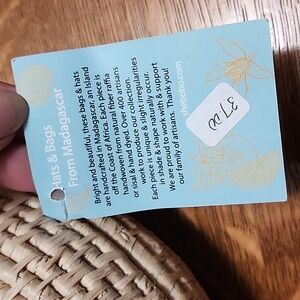 Hats & Bags
From Madagascar
Bright and beautiful, these bags & hats
are handcrafted in Madagascar, an Island
off the Coast of Africa. Each piece is
handwoven from natural fiber raffia
or sisal & hand dyed. Over 400 artisans
work to produce our collection.
Each piece is unique & slight irregularities
in shade & shape naturally occur.
We are proud to work with & support
our family of artisans. Thank you!
shebobo.com
37.00